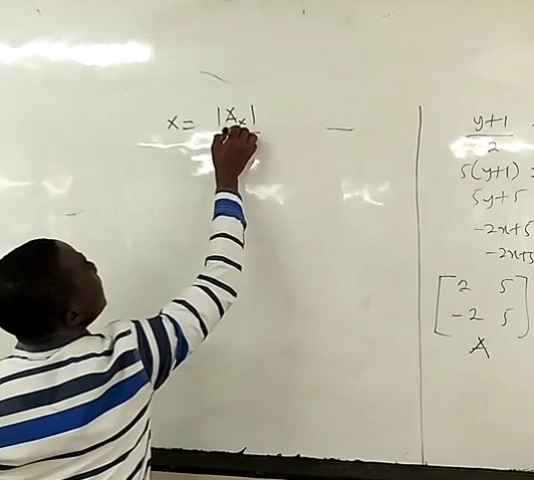 x = |Ax|
y+1
2
5(y+1) =
5y+5
-2x+5
-2x+5
[2 5]
[-2 5]
A